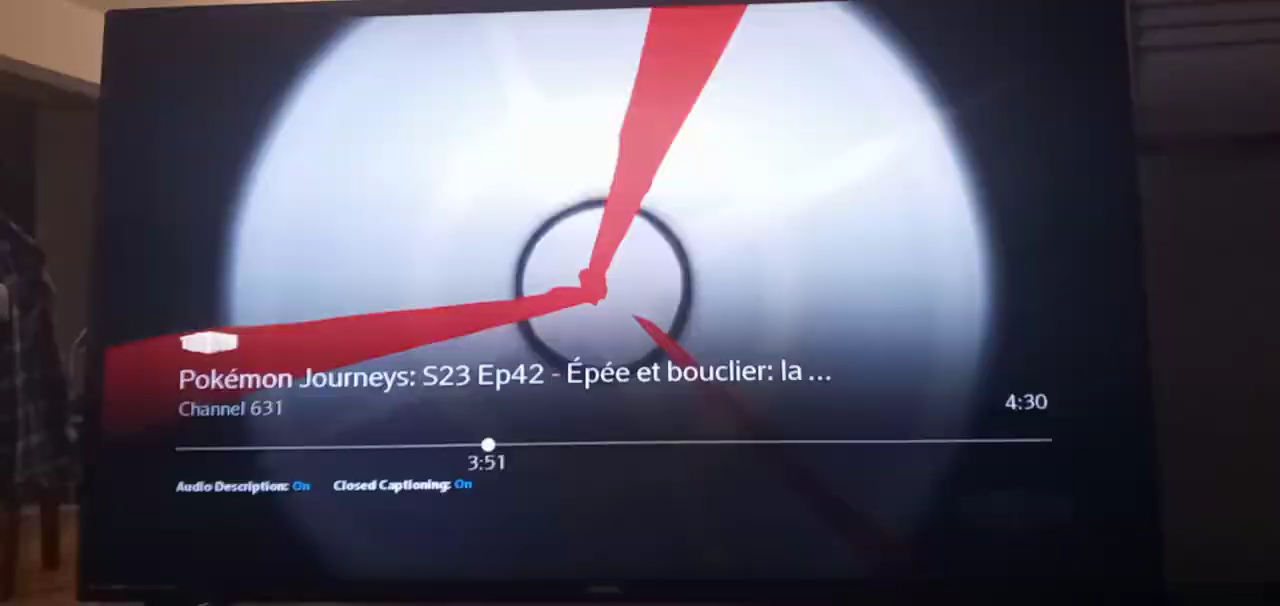 Pokémon Journeys: S23 Ep42 - Épée et bouclier: la ...
Channel 631
4:30
3:51
Audio Description: On Closed Captioning: On